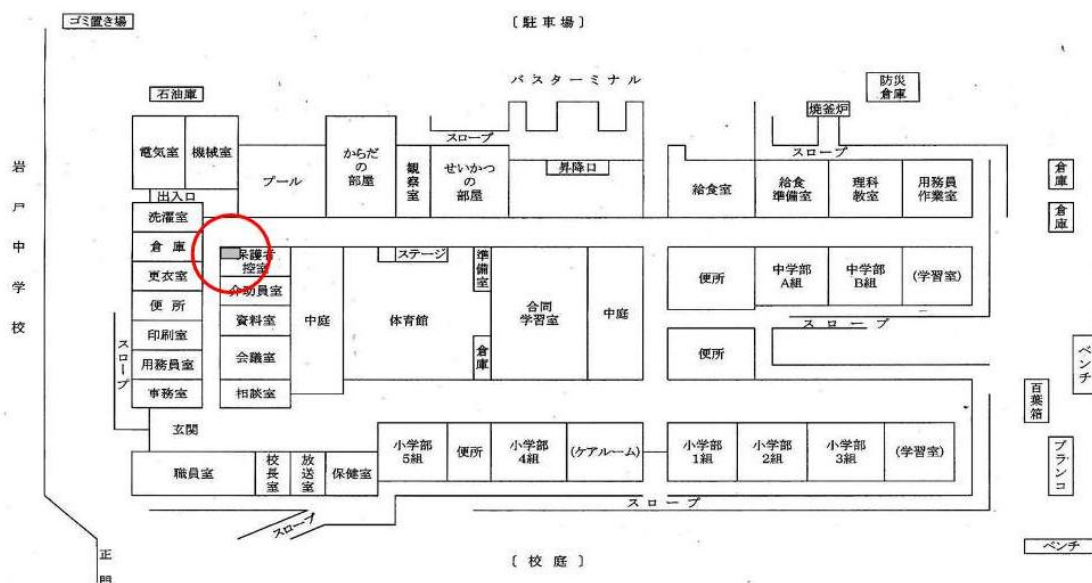 ゴミ置き場
〔駐車場〕
バスターミナル
防災
倉庫
石油庫
焼釜炉
スロープ
スロープ
電気室
機械室
プール
からだ
の
部屋
観察室
せいかつ
の
部屋
昇降口
給食室
給食
準備室
理科
教室
用務員
作業室
倉庫
倉庫
岩戸中学校
出入口
洗濯室
倉庫
更衣室
便所
印刷室
用務員室
事務室
スロープ
保護者
控室
介助員室
資料室
会議室
相談室
中庭
ステージ
体育館
準備室
倉庫
合同
学習室
中庭
便所
中学部
A組
中学部
B組
(学習室)
スロープ
便所
ベンチ
百葉箱
ブランコ
玄関
職員室
校長室
放送室
保健室
小学部
5組
便所
小学部
4組
(ケアルーム)
小学部
1組
小学部
2組
小学部
3組
(学習室)
スロープ
スロープ
〔校庭〕
ベンチ
正門